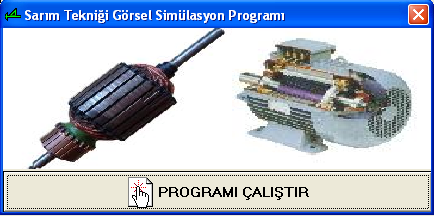 Sarım Tekniği Görsel Simülasyon Programı
PROGRAMI ÇALIŞTIR